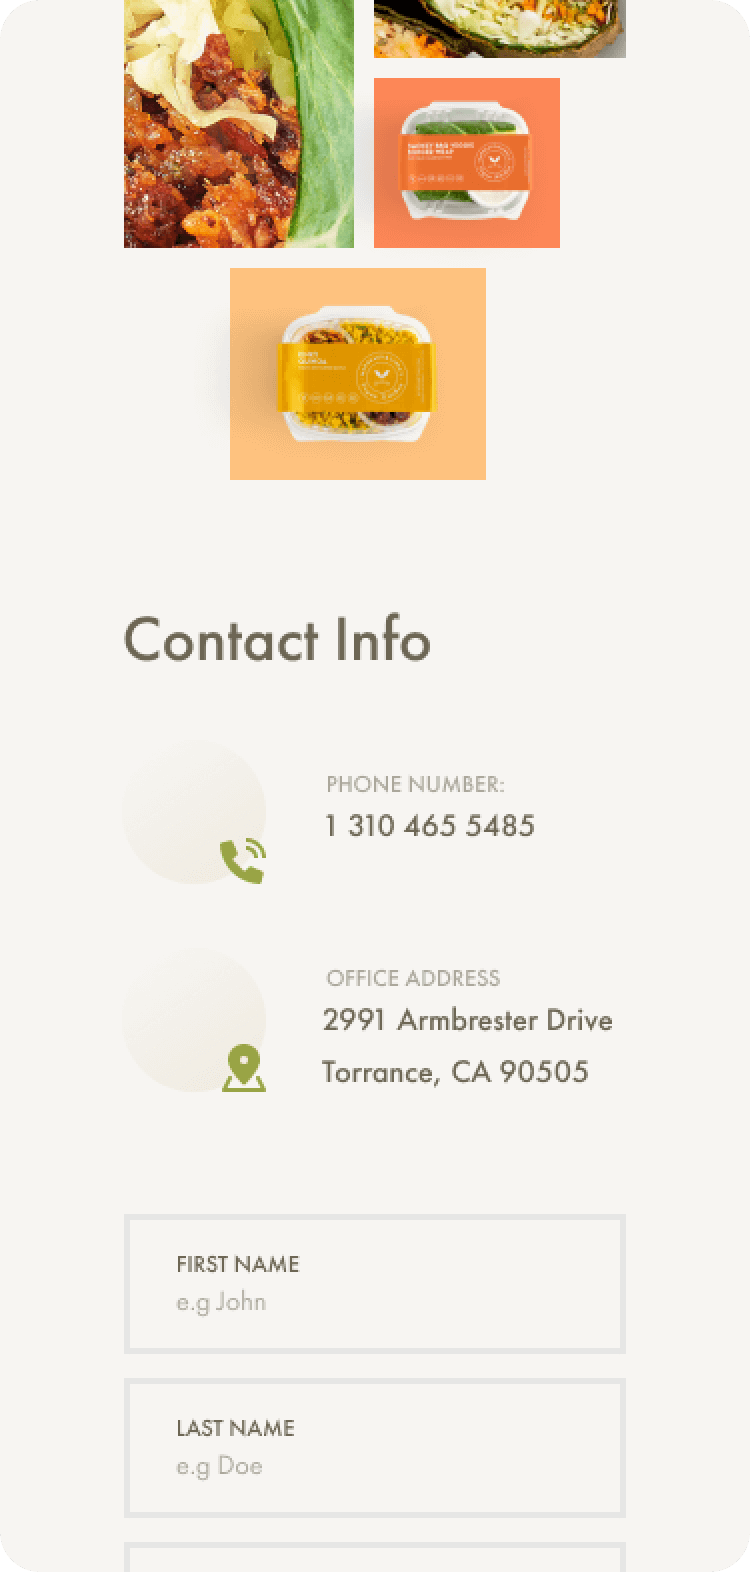 Contact Info
PHONE NUMBER:
1 310 465 5485
OFFICE ADDRESS
2991 Armbrester Drive
Torrance, CA 90505
FIRST NAME
e.g John
LAST NAME
e.g Doe